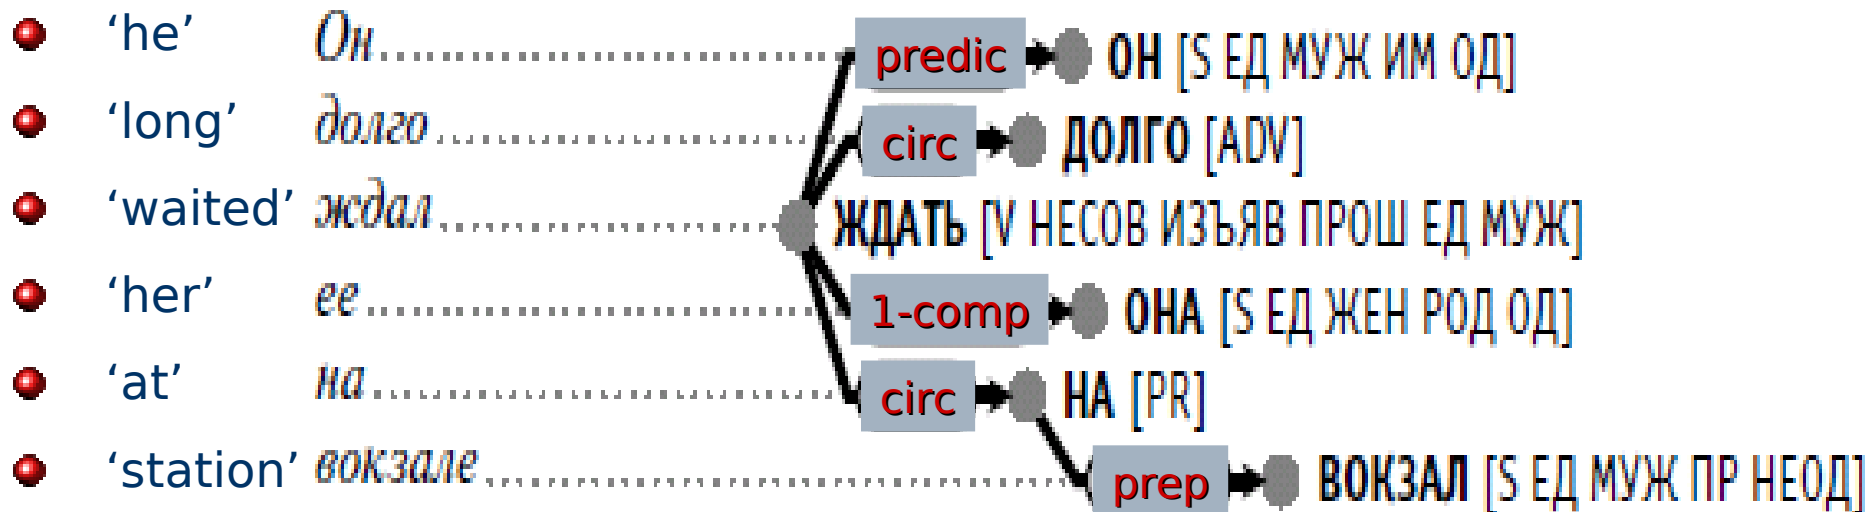 ‘he’ Он predic ОН [S ЕД МУЖ ИМ ОД]
‘long’ долго circ ДОЛГО [ADV]
‘waited’ ждал ЖДАТЬ [V НЕСОВ ИЗЪЯВ ПРОШ ЕД МУЖ]
‘her’ ее 1-comp ОНА [S ЕД ЖЕН РОД ОД]
‘at’ на circ НА [PR]
‘station’ вокзале prep ВОКЗАЛ [S ЕД МУЖ ПР НЕОД]